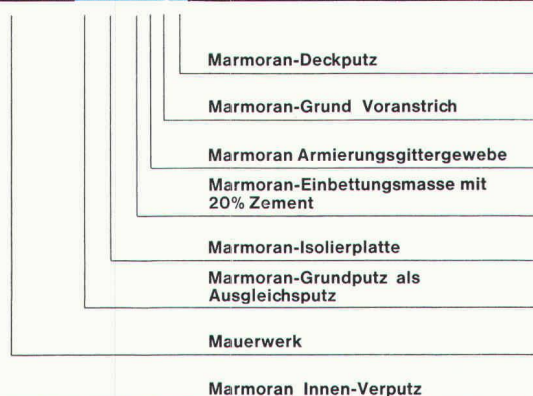 Marmoran-Deckputz
Marmoran-Grund Voranstrich
Marmoran Armierungsgittergewebe
Marmoran-Einbettungsmasse mit
20% Zement
Marmoran-Isolierplatte
Marmoran-Grundputz als
Ausgleichsputz
Mauerwerk
Marmoran Innen-Verputz